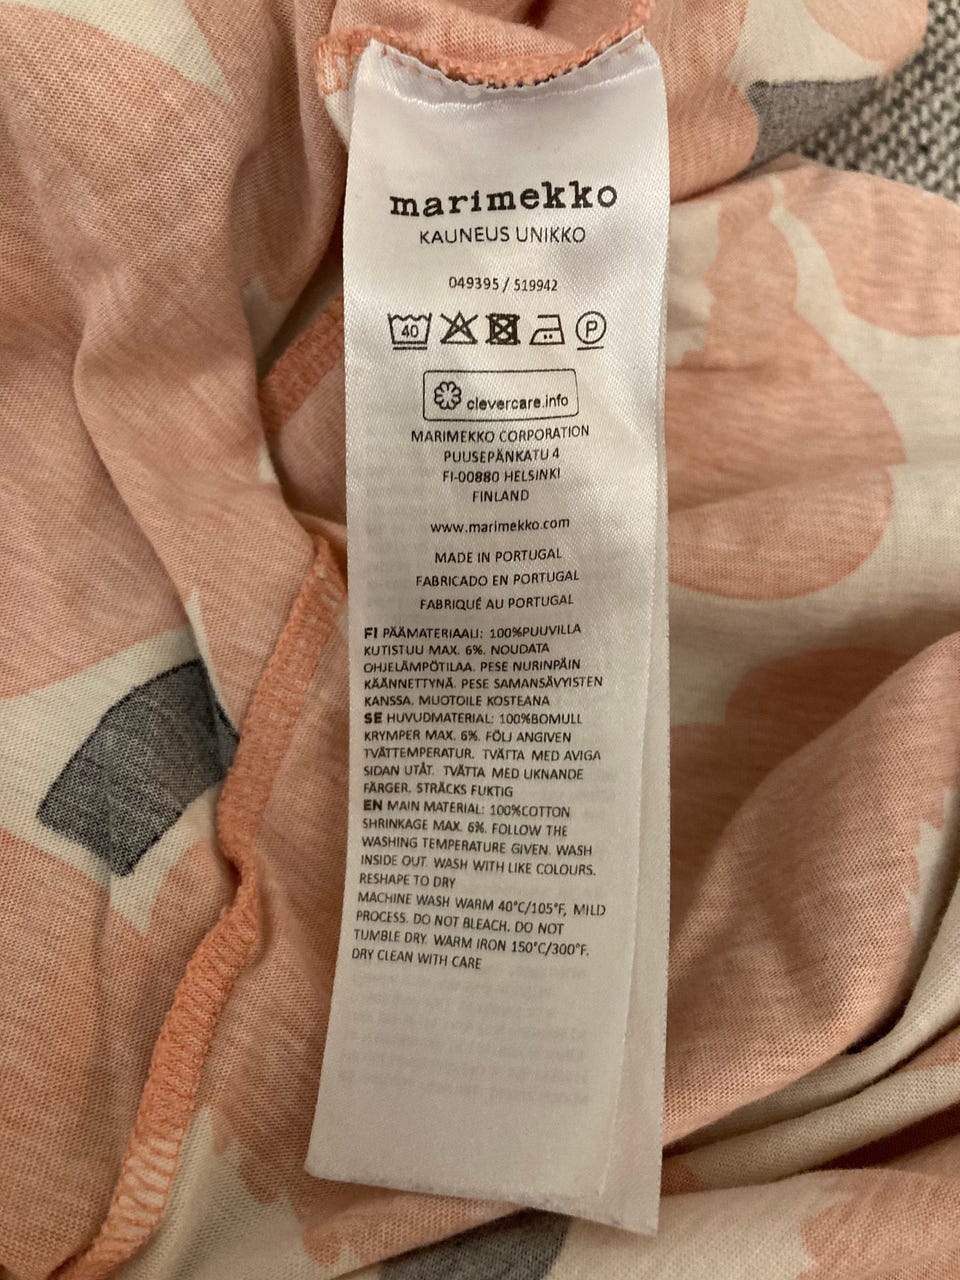 marimekko
KAUNEUS UNIKKO
049395 / 519942
40 P
clevercare.info
MARIMEKKO CORPORATION
PUUSEPÄNKATU 4
FI-00880 HELSINKI
FINLAND
www.marimekko.com
MADE IN PORTUGAL
FABRICADO EN PORTUGAL
FABRIQUÉ AU PORTUGAL
FI PÄÄMATERIAALI: 100%PUUVILLA
KUTISTUU MAX. 6%. NOUDATA
OHJELÄMPÖTILAA. PESE NURINPÄIN
KÄÄNNETTYNÄ. PESE SAMANSÄVYISTEN
KANSSA. MUOTOILE KOSTEANA
SE HUVUDMATERIAL: 100%BOMULL
KRYMPER MAX. 6%. FÖLJ ANGIVEN
TVÄTTEMPERATUR. TVÄTTA MED AVIGA
SIDAN UTÅT. TVÄTTA MED LIKNANDE
FÄRGER. STRÄCKS FUKTIG
EN MAIN MATERIAL: 100%COTTON
SHRINKAGE MAX. 6%. FOLLOW THE
WASHING TEMPERATURE GIVEN. WASH
INSIDE OUT. WASH WITH LIKE COLOURS.
RESHAPE TO DRY
MACHINE WASH WARM 40°C/105°F, MILD
PROCESS. DO NOT BLEACH. DO NOT
TUMBLE DRY. WARM IRON 150°C/300°F.
DRY CLEAN WITH CARE